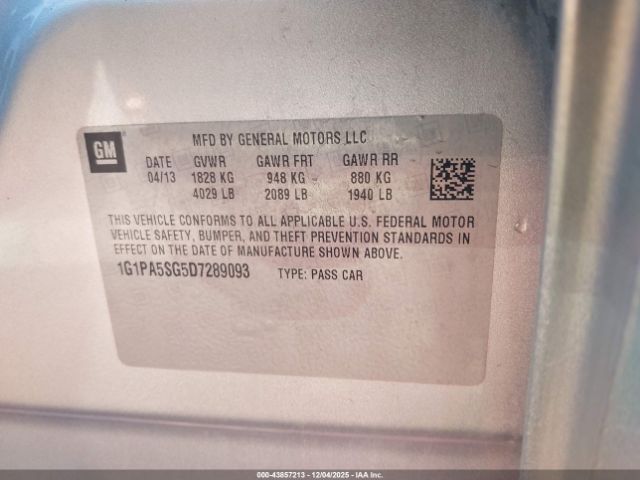 GM
MFD BY GENERAL MOTORS LLC
DATE GVWR GAWR FRT GAWR RR
04/13 1828 KG 948 KG 880 KG
4029 LB 2089 LB 1940 LB
THIS VEHICLE CONFORMS TO ALL APPLICABLE U.S. FEDERAL MOTOR
VEHICLE SAFETY, BUMPER, AND THEFT PREVENTION STANDARDS IN
EFFECT ON THE DATE OF MANUFACTURE SHOWN ABOVE.
1G1PA5SG5D7289093 TYPE: PASS CAR
000-43857213 - 12/04/2025 - IAA Inc.